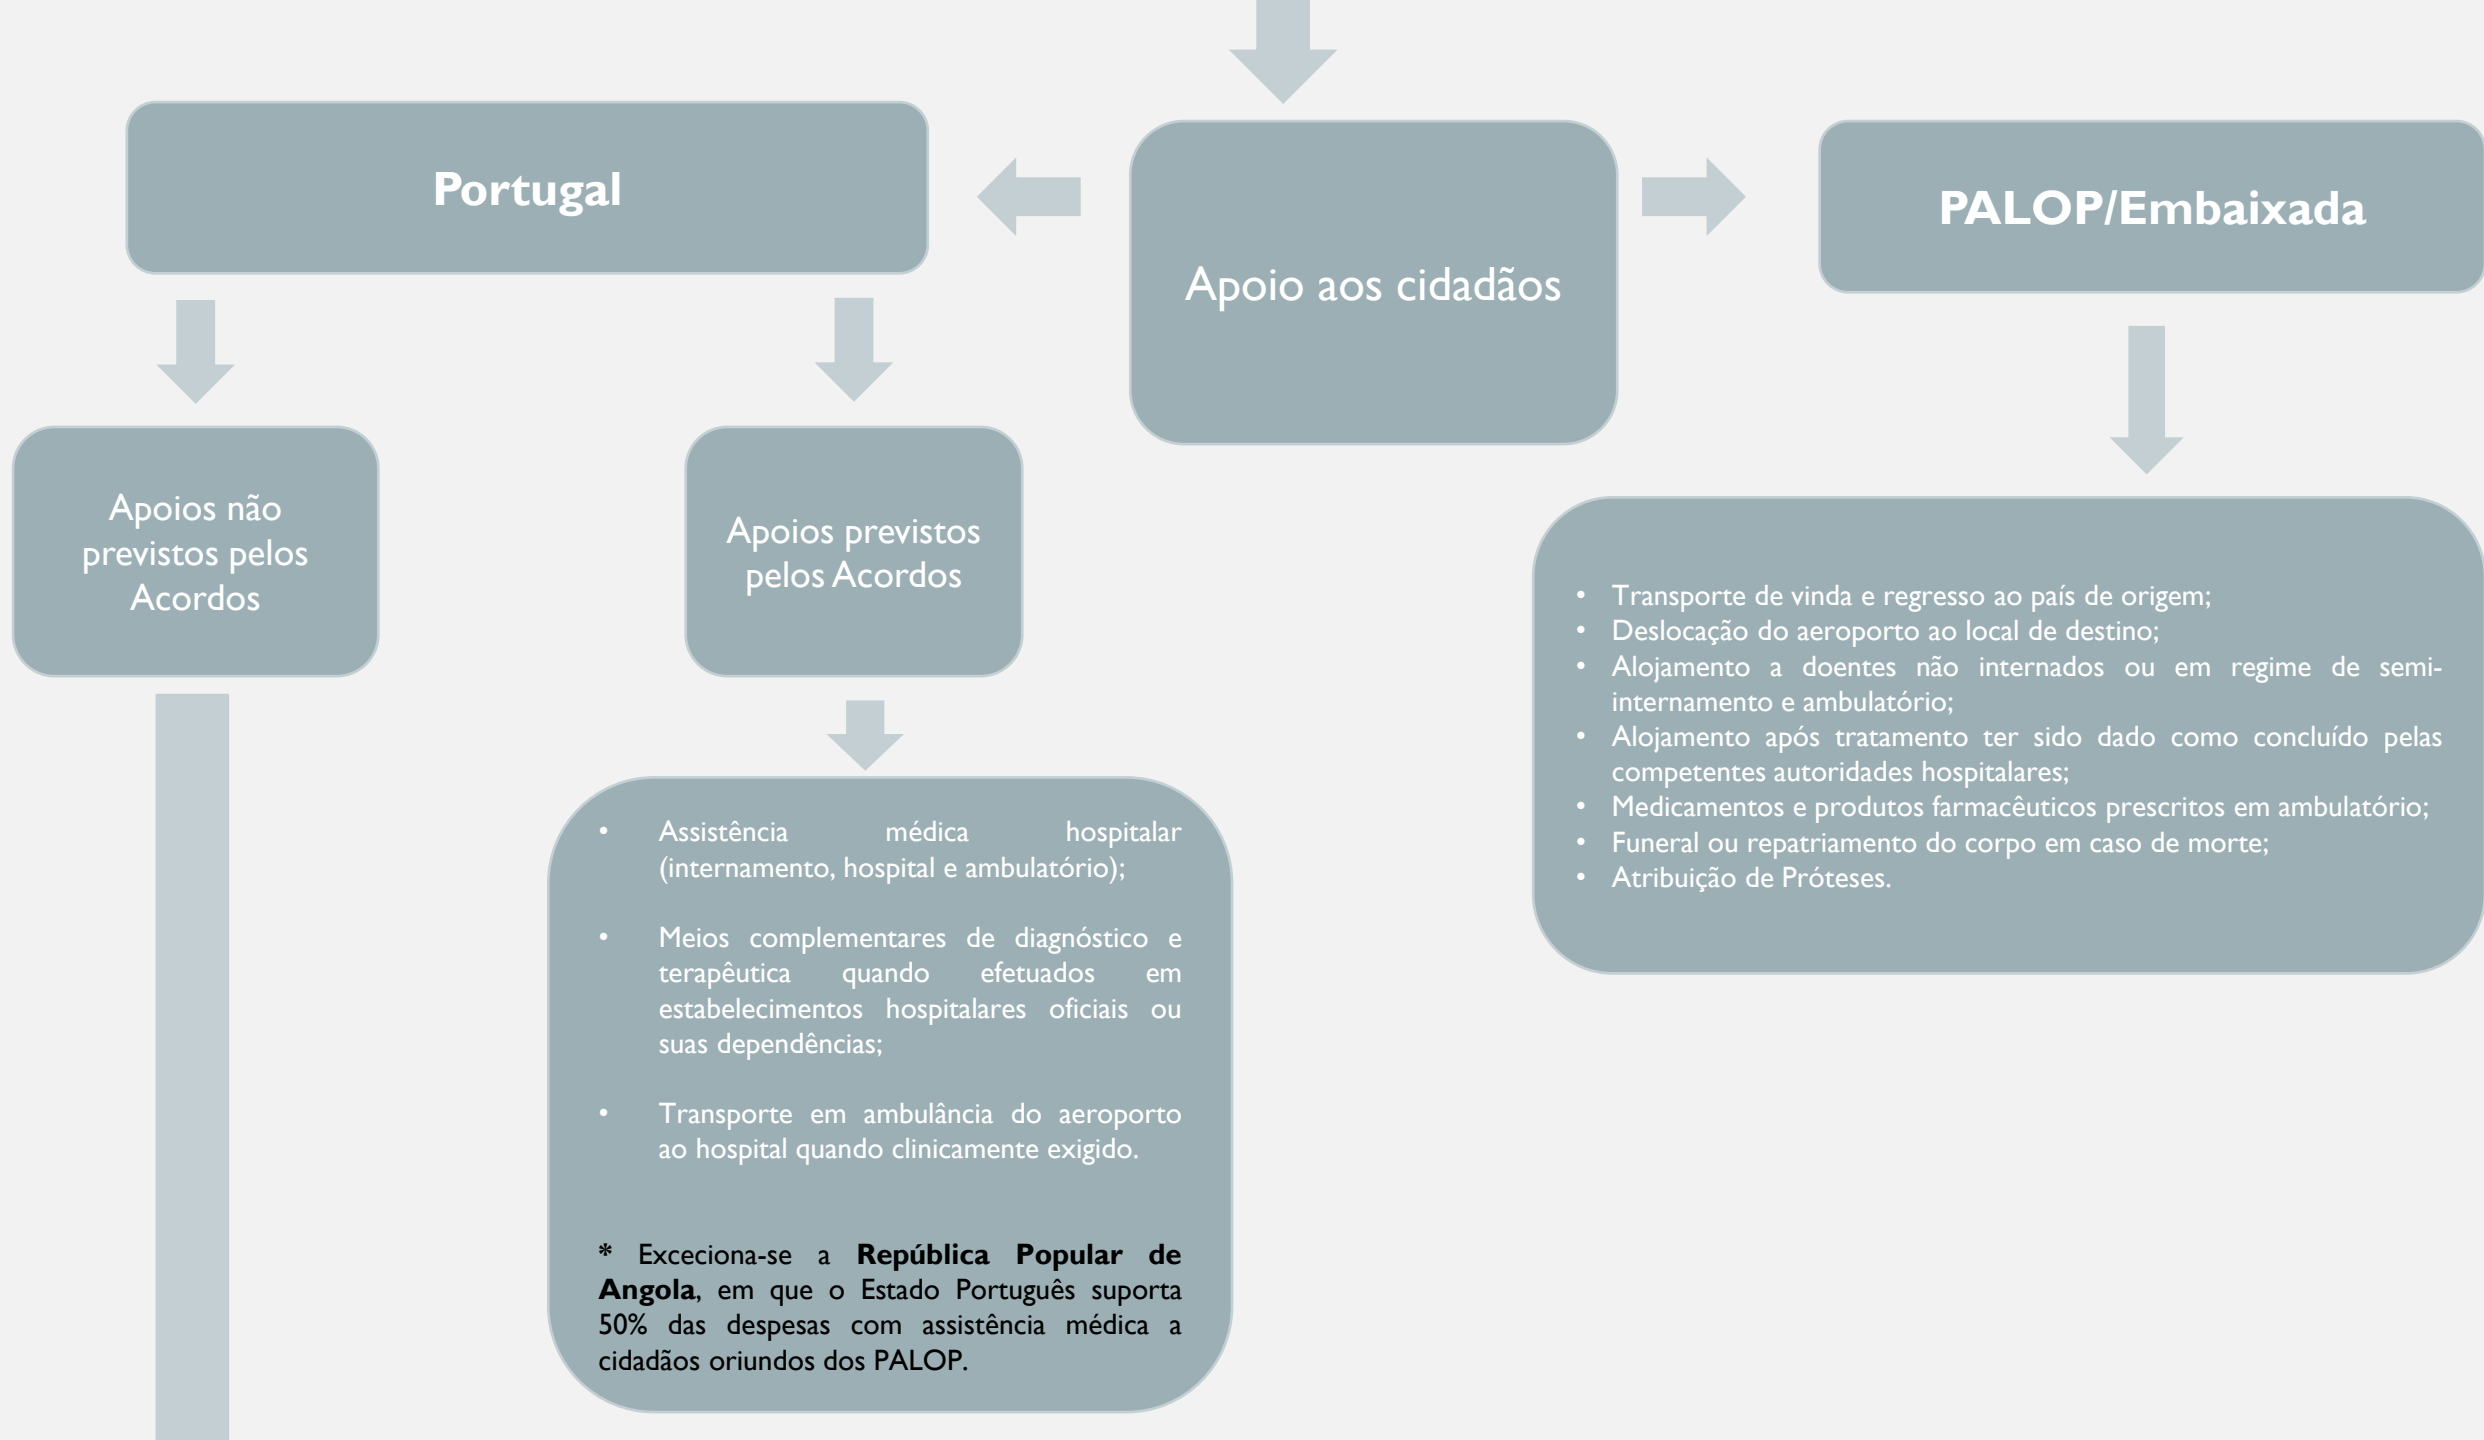 Portugal
Apoio aos cidadãos
PALOP/Embaixada
Apoios não
previstos pelos
Acordos
Apoios previstos
pelos Acordos
• Assistência médica hospitalar
(internamento, hospital e ambulatório);
• Meios complementares de diagnóstico e
terapêutica quando efetuados em
estabelecimentos hospitalares oficiais ou
suas dependências;
• Transporte em ambulância do aeroporto
ao hospital quando clinicamente exigido.
* Exceciona-se a República Popular de
Angola, em que o Estado Português suporta
50% das despesas com assistência médica a
cidadãos oriundos dos PALOP.
• Transporte de vinda e regresso ao país de origem;
• Deslocação do aeroporto ao local de destino;
• Alojamento a doentes não internados ou em regime de semi-
internamento e ambulatório;
• Alojamento após tratamento ter sido dado como concluído pelas
competentes autoridades hospitalares;
• Medicamentos e produtos farmacêuticos prescritos em ambulatório;
• Funeral ou repatriamento do corpo em caso de morte;
• Atribuição de Próteses.